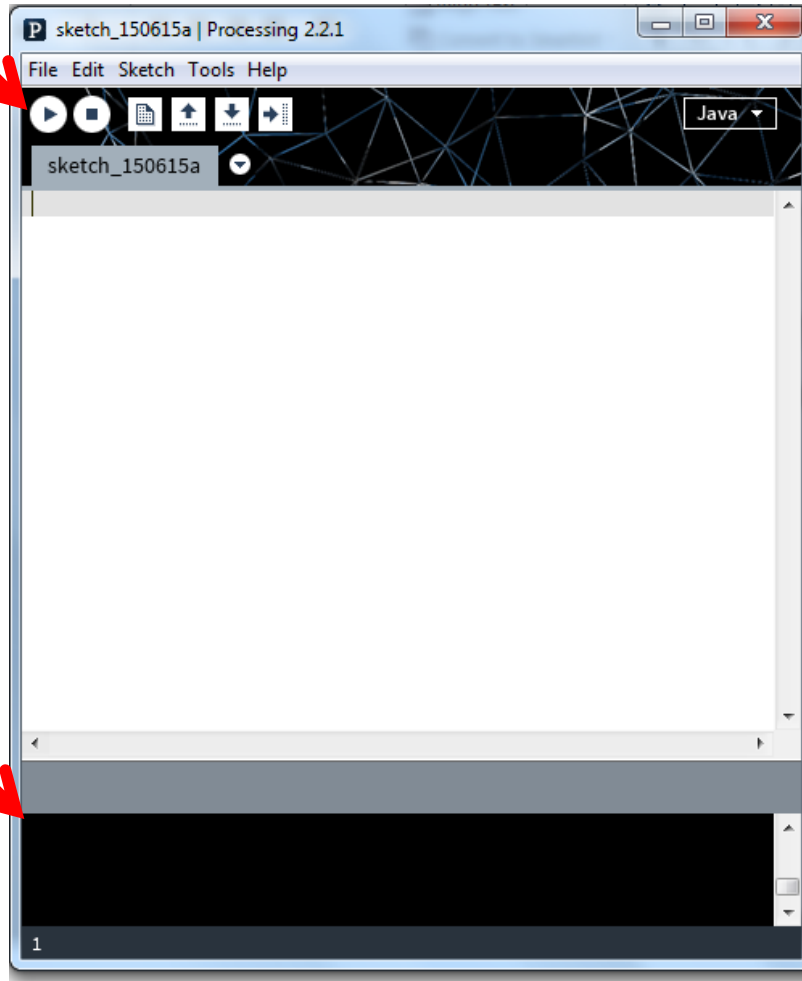 P sketch_150615a | Processing 2.2.1
File Edit Sketch Tools Help
Java
sketch_150615a
1